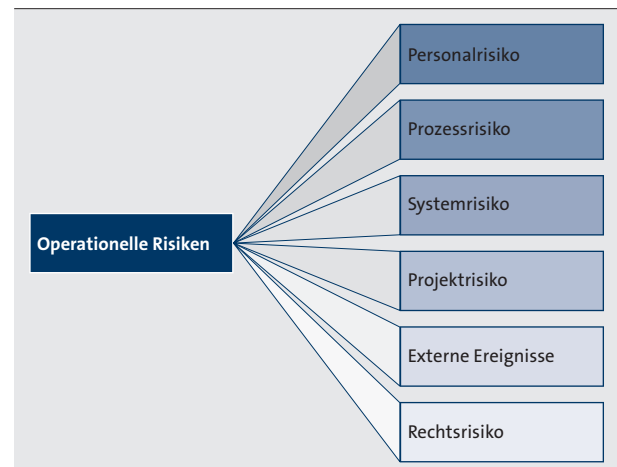 Personalrisiko
Prozessrisiko
Systemrisiko
Operationelle Risiken
Projektrisiko
Externe Ereignisse
Rechtsrisiko